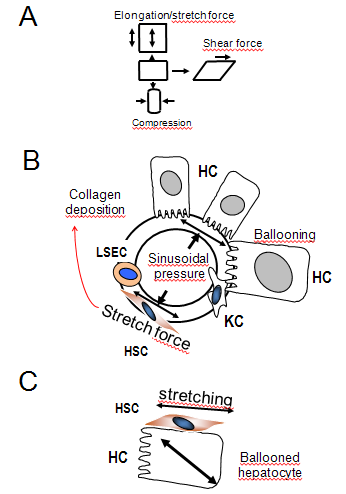 A
Elongation/stretch force
Shear force
Compression
B
HC
Collagen
deposition
Ballooning
LSEC
Sinusoidal
pressure
HC
Stretch force
KC
HSC
C
stretching
HSC
HC
Ballooned
hepatocyte